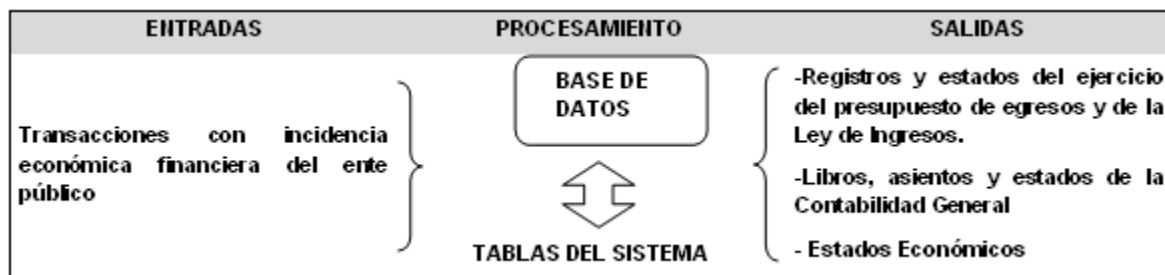 ENTRADAS
PROCESAMIENTO
SALIDAS
Transacciones con incidencia
económica financiera del ente
público
BASE DE
DATOS
TABLAS DEL SISTEMA
-Registros y estados del ejercicio
del presupuesto de egresos y de la
Ley de Ingresos.
-Libros, asientos y estados de la
Contabilidad General
- Estados Económicos